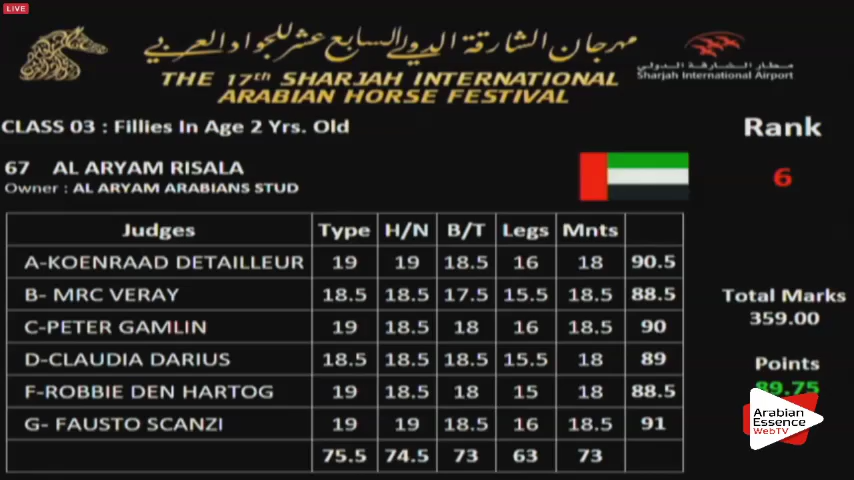 LIVE
مهرجان الشارقة الدولي السابع عشر للجواد العربي
THE 17th SHARJAH INTERNATIONAL
ARABIAN HORSE FESTIVAL
مطار الشارقة الدولي
Sharjah International Airport
CLASS 03 : Fillies In Age 2 Yrs. Old
Rank
67 AL ARYAM RISALA
6
Owner : AL ARYAM ARABIANS STUD
Judges Type H/N B/T Legs Mnts
A-KOENRAAD DETAILLEUR 19 19 18.5 16 18 90.5
B- MRC VERAY 18.5 18.5 17.5 15.5 18.5 88.5
C-PETER GAMLIN 19 18.5 18 16 18.5 90
D-CLAUDIA DARIUS 18.5 18.5 18.5 15.5 18 89
F-ROBBIE DEN HARTOG 19 18.5 18 15 18 88.5
G- FAUSTO SCANZI 19 19 18.5 16 18.5 91
75.5 74.5 73 63 73
Total Marks
359.00
Points
89.75
Arabian
Essence
WebTV